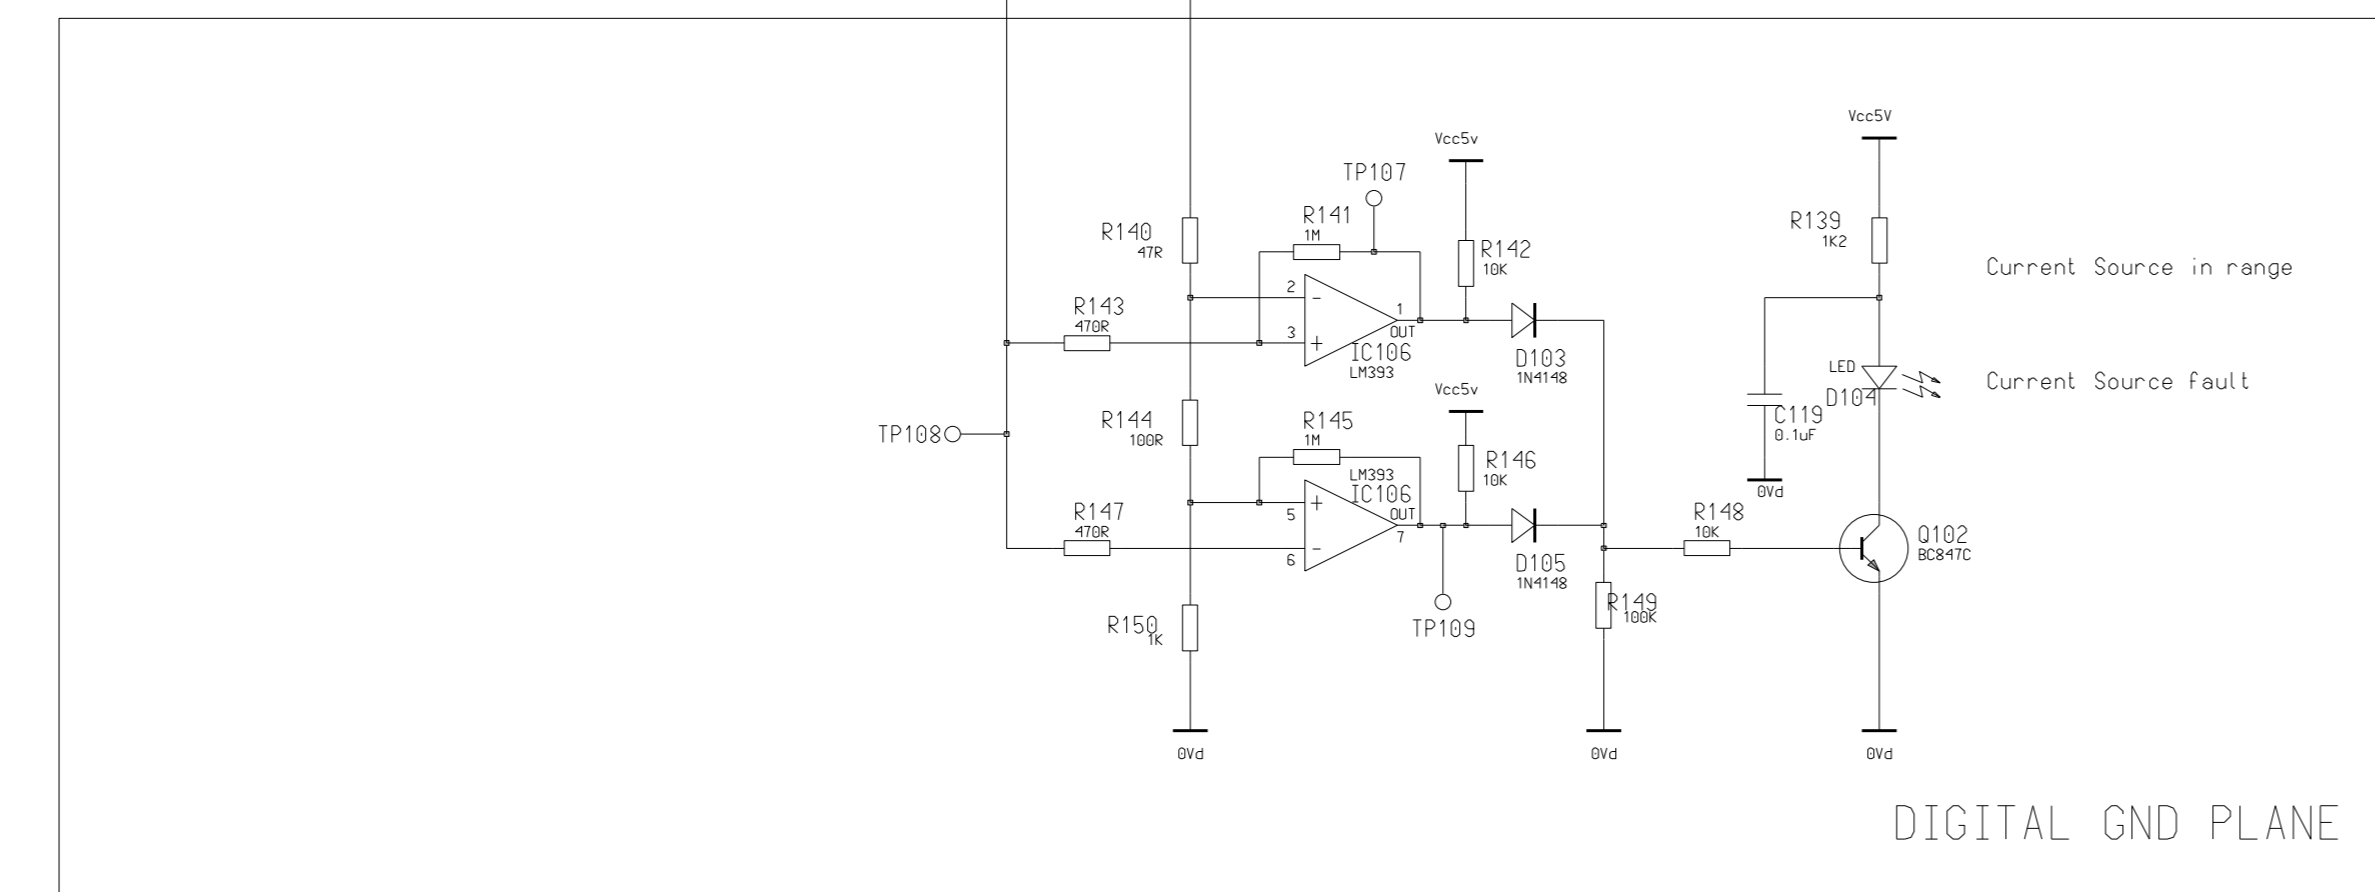 Vcc5V
Vcc5v
TP107
R141
1M
R139
1K2
R140
47R
R142
10K
Current Source in range
2
-
1
OUT
R143
470R
3
+
IC106
LM393
D103
1N4148
LED
D104
Current Source fault
Vcc5v
C119
0.1uF
R144
100R
R145
1M
TP108
LM393
IC106
R146
10K
0Vd
+
5
OUT
7
R147
470R
-
6
R148
10K
Q102
BC847C
D105
1N4148
R149
100K
R150
1K
TP109
0Vd
0Vd
0Vd
DIGITAL GND PLANE